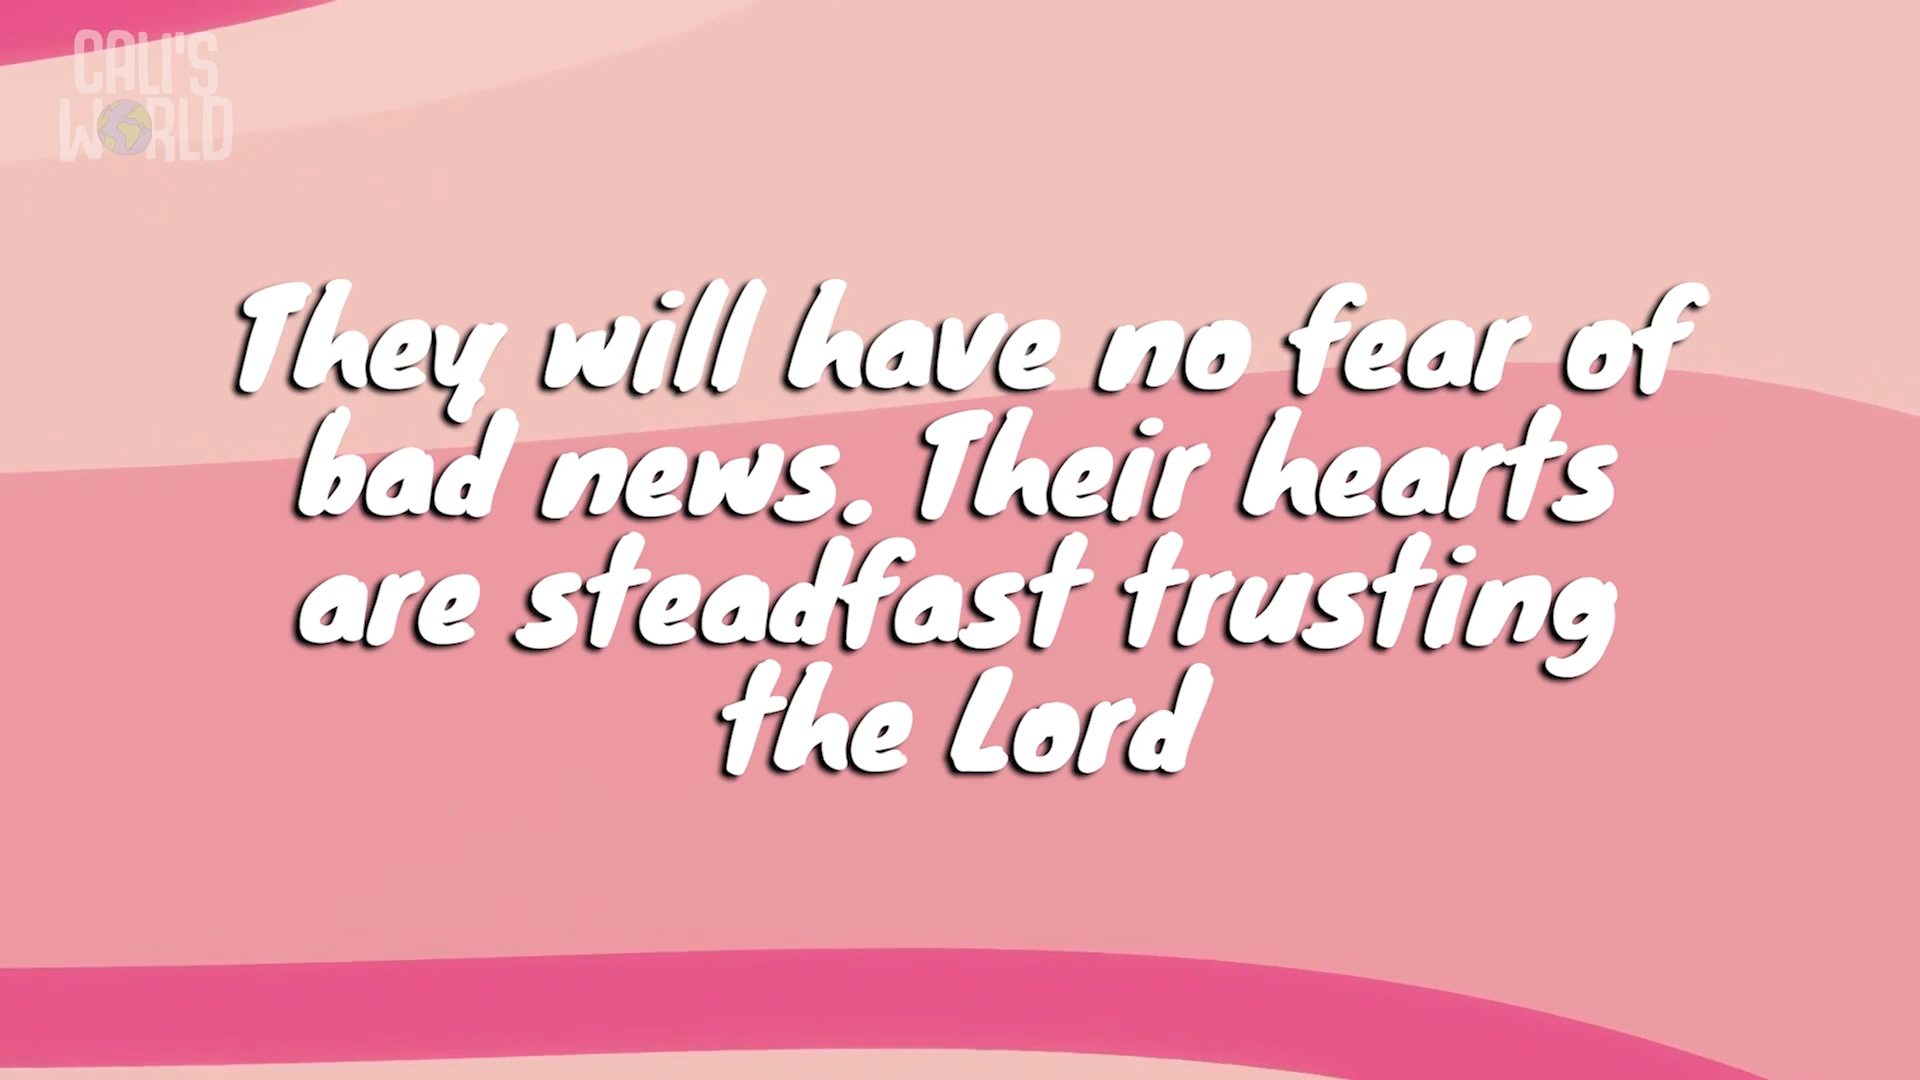 CALI'S
WORLD
They will have no fear of
bad news. Their hearts
are steadfast trusting
the Lord